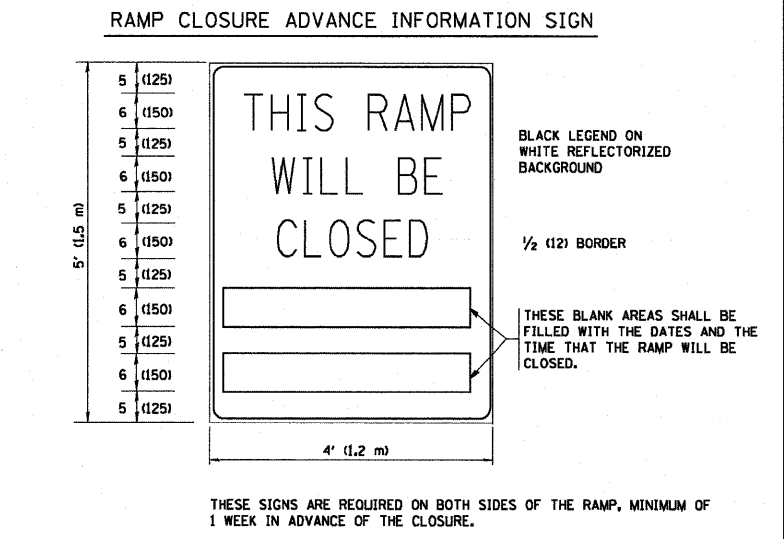 RAMP CLOSURE ADVANCE INFORMATION SIGN
5 (125)
6 (150)
5 (125)
6 (150)
5 (125)
6 (150)
5 (125)
6 (150)
5 (125)
6 (150)
5 (125)
5' (1.5 m)
THIS RAMP
WILL BE
CLOSED
BLACK LEGEND ON
WHITE REFLECTORIZED
BACKGROUND
1/2 (12) BORDER
THESE BLANK AREAS SHALL BE
FILLED WITH THE DATES AND THE
TIME THAT THE RAMP WILL BE
CLOSED.
4' (1.2 m)
THESE SIGNS ARE REQUIRED ON BOTH SIDES OF THE RAMP, MINIMUM OF
1 WEEK IN ADVANCE OF THE CLOSURE.